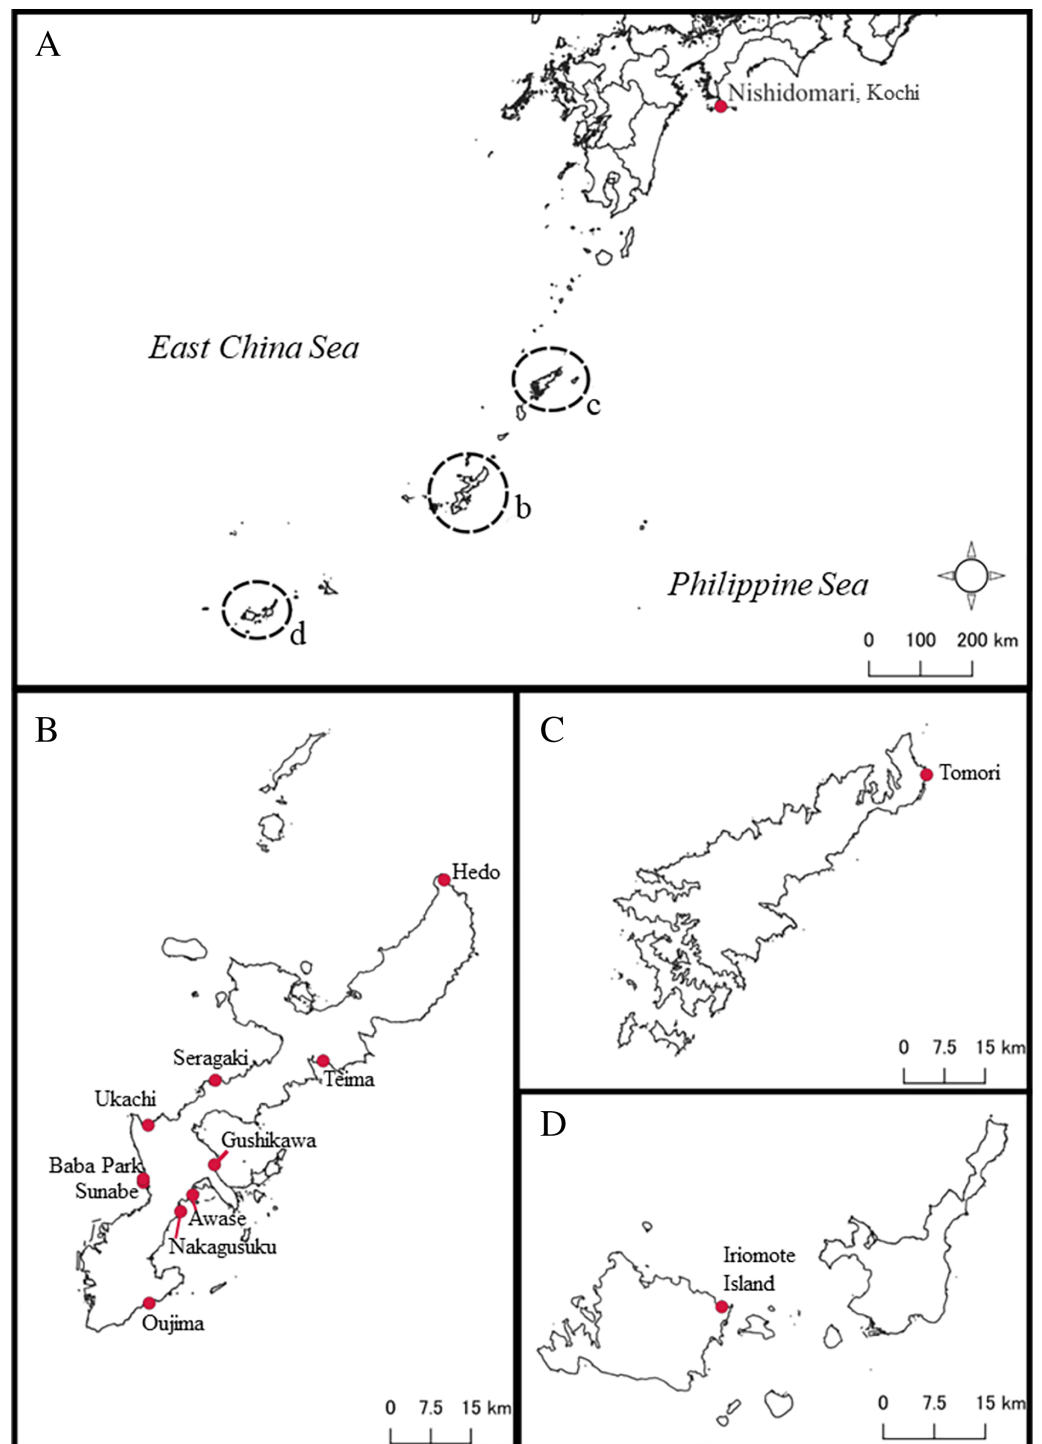 A
Nishidomari, Kochi
East China Sea
c
b
Philippine Sea
d
0 100 200 km
B
Hedo
Seragaki
Teima
Ukachi
Gushikawa
Baba Park
Sunabe
Awase
Nakagusuku
Oujima
0 7.5 15 km
C
Tomori
0 7.5 15 km
D
Iriomote
Island
0 7.5 15 km